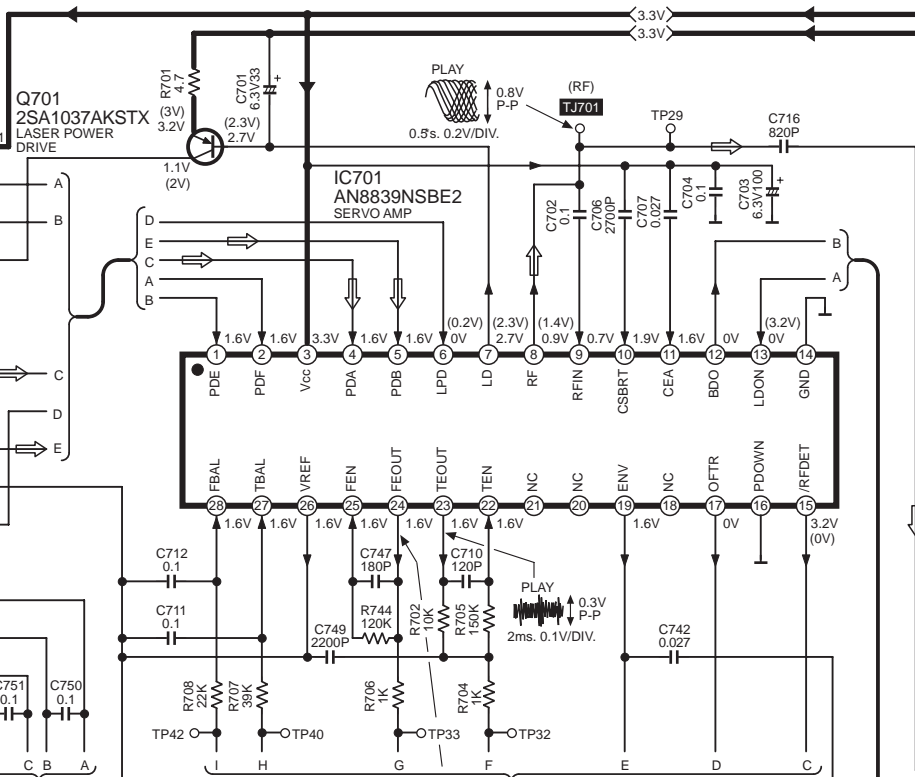 3.3V
3.3V
Q701
2SA1037AKSTX
LASER POWER
DRIVE
1
R701
4.7
(3V)
3.2V
C701
6.3V33
+
(2.3V)
2.7V
1.1V
(2V)
PLAY
0.8V
P-P
0.5s. 0.2V/DIV.
(RF)
TJ701
TP29
C716
820P
IC701
AN8839NSBE2
SERVO AMP
C702
0.1
C706
2700P
C707
0.027
C704
0.1
C703
6.3V100
+
A
B
C
D
E
D
E
C
A
B
B
A
1 1.6V
2 1.6V
3 3.3V
4 1.6V
5 1.6V
(0.2V)
6 0V
(2.3V)
7 2.7V
(1.4V)
8 0.9V
9 0.7V
10 1.9V
11 1.6V
12 0V
(3.2V)
13 0V
14
PDE
PDF
Vcc
PDA
PDB
LPD
LD
RF
RFIN
CSBRT
CEA
BDO
LDON
GND
FBAL
TBAL
VREF
FEN
FEOUT
TEOUT
TEN
NC
NC
ENV
NC
OFTR
PDOWN
/RFDET
28 1.6V
27 1.6V
26 1.6V
25 1.6V
24 1.6V
23 1.6V
22 1.6V
21
20
19 1.6V
18
17 0V
16
15 3.2V
(0V)
C712
0.1
C711
0.1
C747
180P
R744
120K
C710
120P
R702
10K
R705
150K
PLAY
0.3V
P-P
2ms. 0.1V/DIV.
C749
2200P
C742
0.027
C751
0.1
C750
0.1
R708
22K
R707
39K
R706
1K
R704
1K
TP42
TP40
TP33
TP32
C B A
I H G F E D C